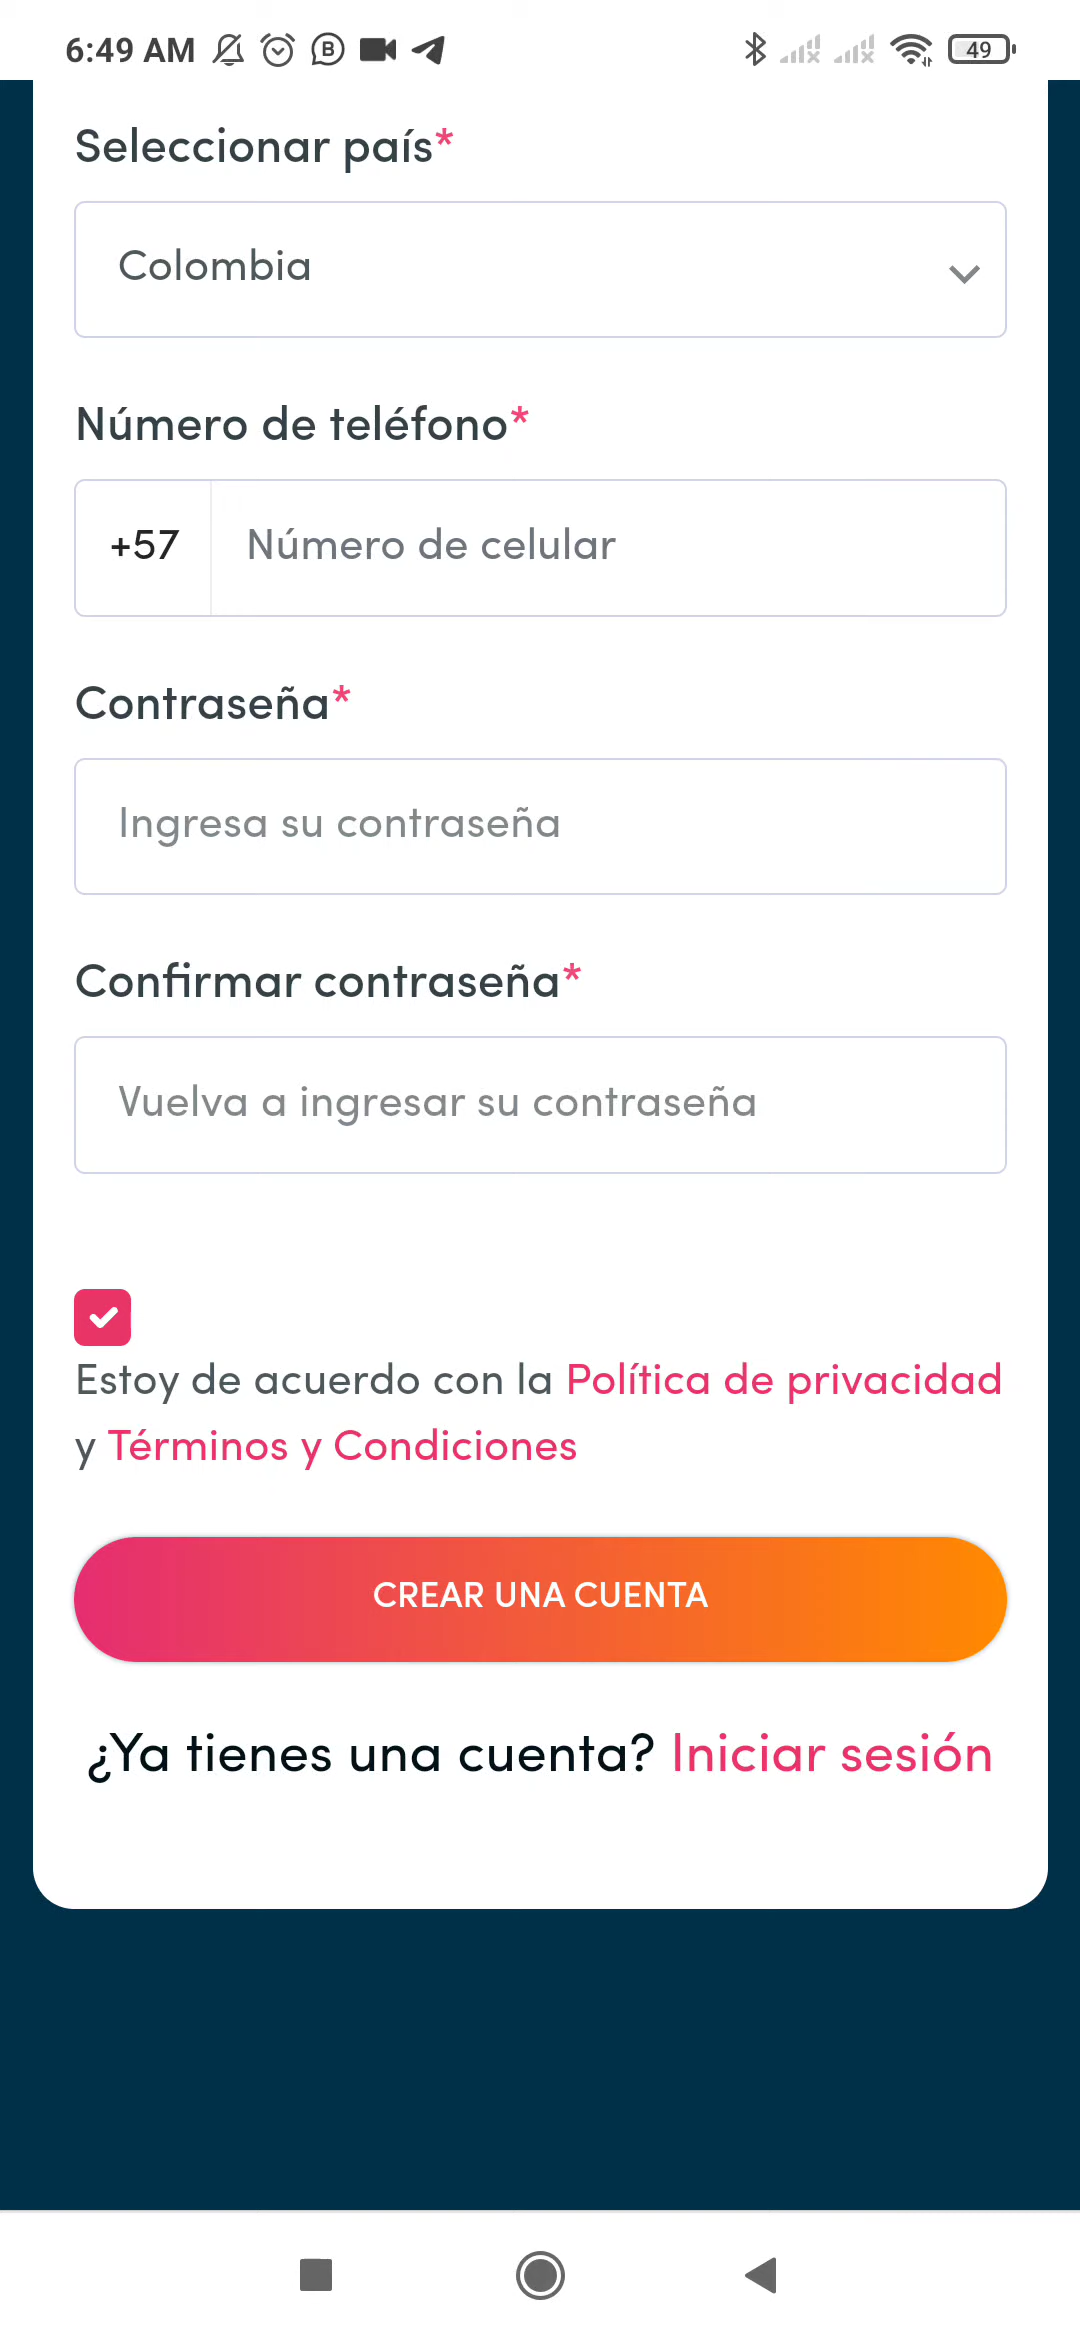 6:49 AM
49
Seleccionar país*
Colombia
Número de teléfono*
+57 Número de celular
Contraseña*
Ingresa su contraseña
Confirmar contraseña*
Vuelva a ingresar su contraseña
Estoy de acuerdo con la Política de privacidad
y Términos y Condiciones
CREAR UNA CUENTA
¿Ya tienes una cuenta? Iniciar sesión